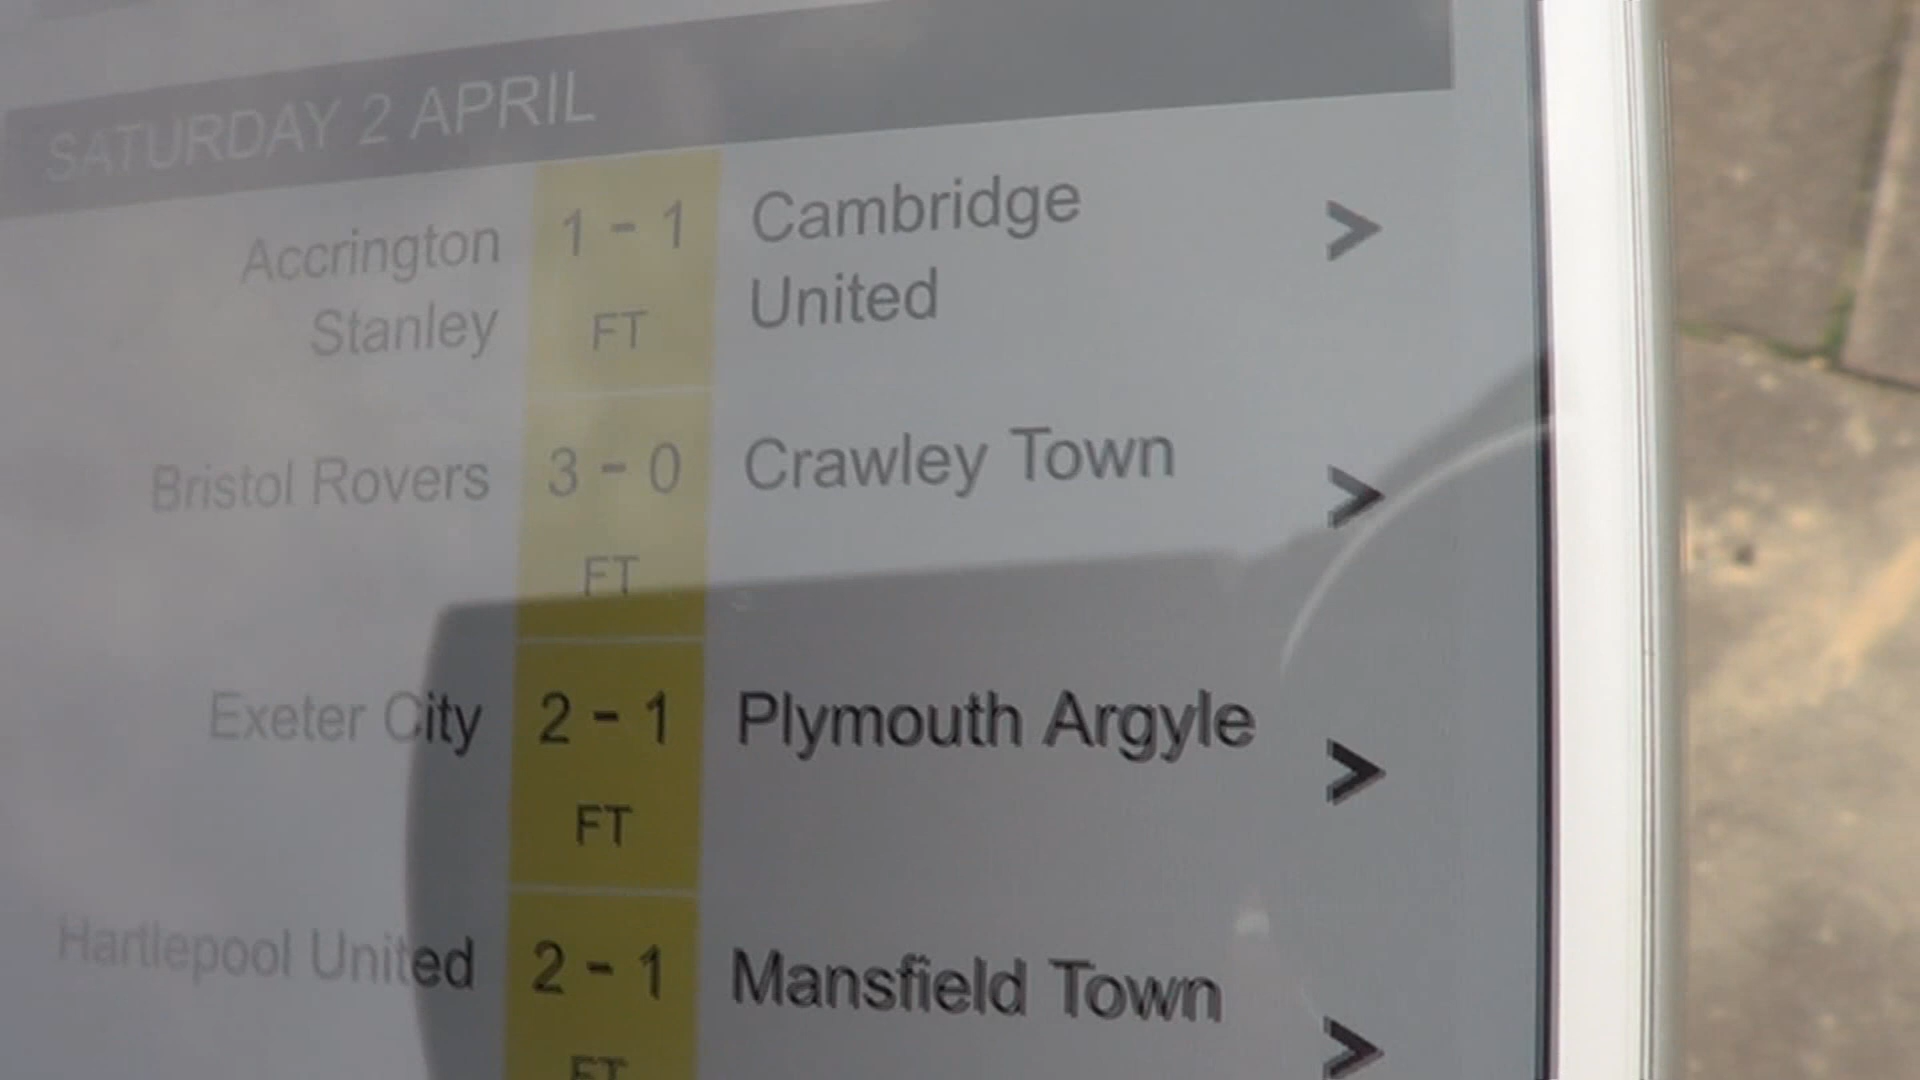 SATURDAY 2 APRIL
Accrington Stanley 1 - 1 Cambridge United
FT
Bristol Rovers 3 - 0 Crawley Town
FT
Exeter City 2 - 1 Plymouth Argyle
FT
Hartlepool United 2 - 1 Mansfield Town
FT